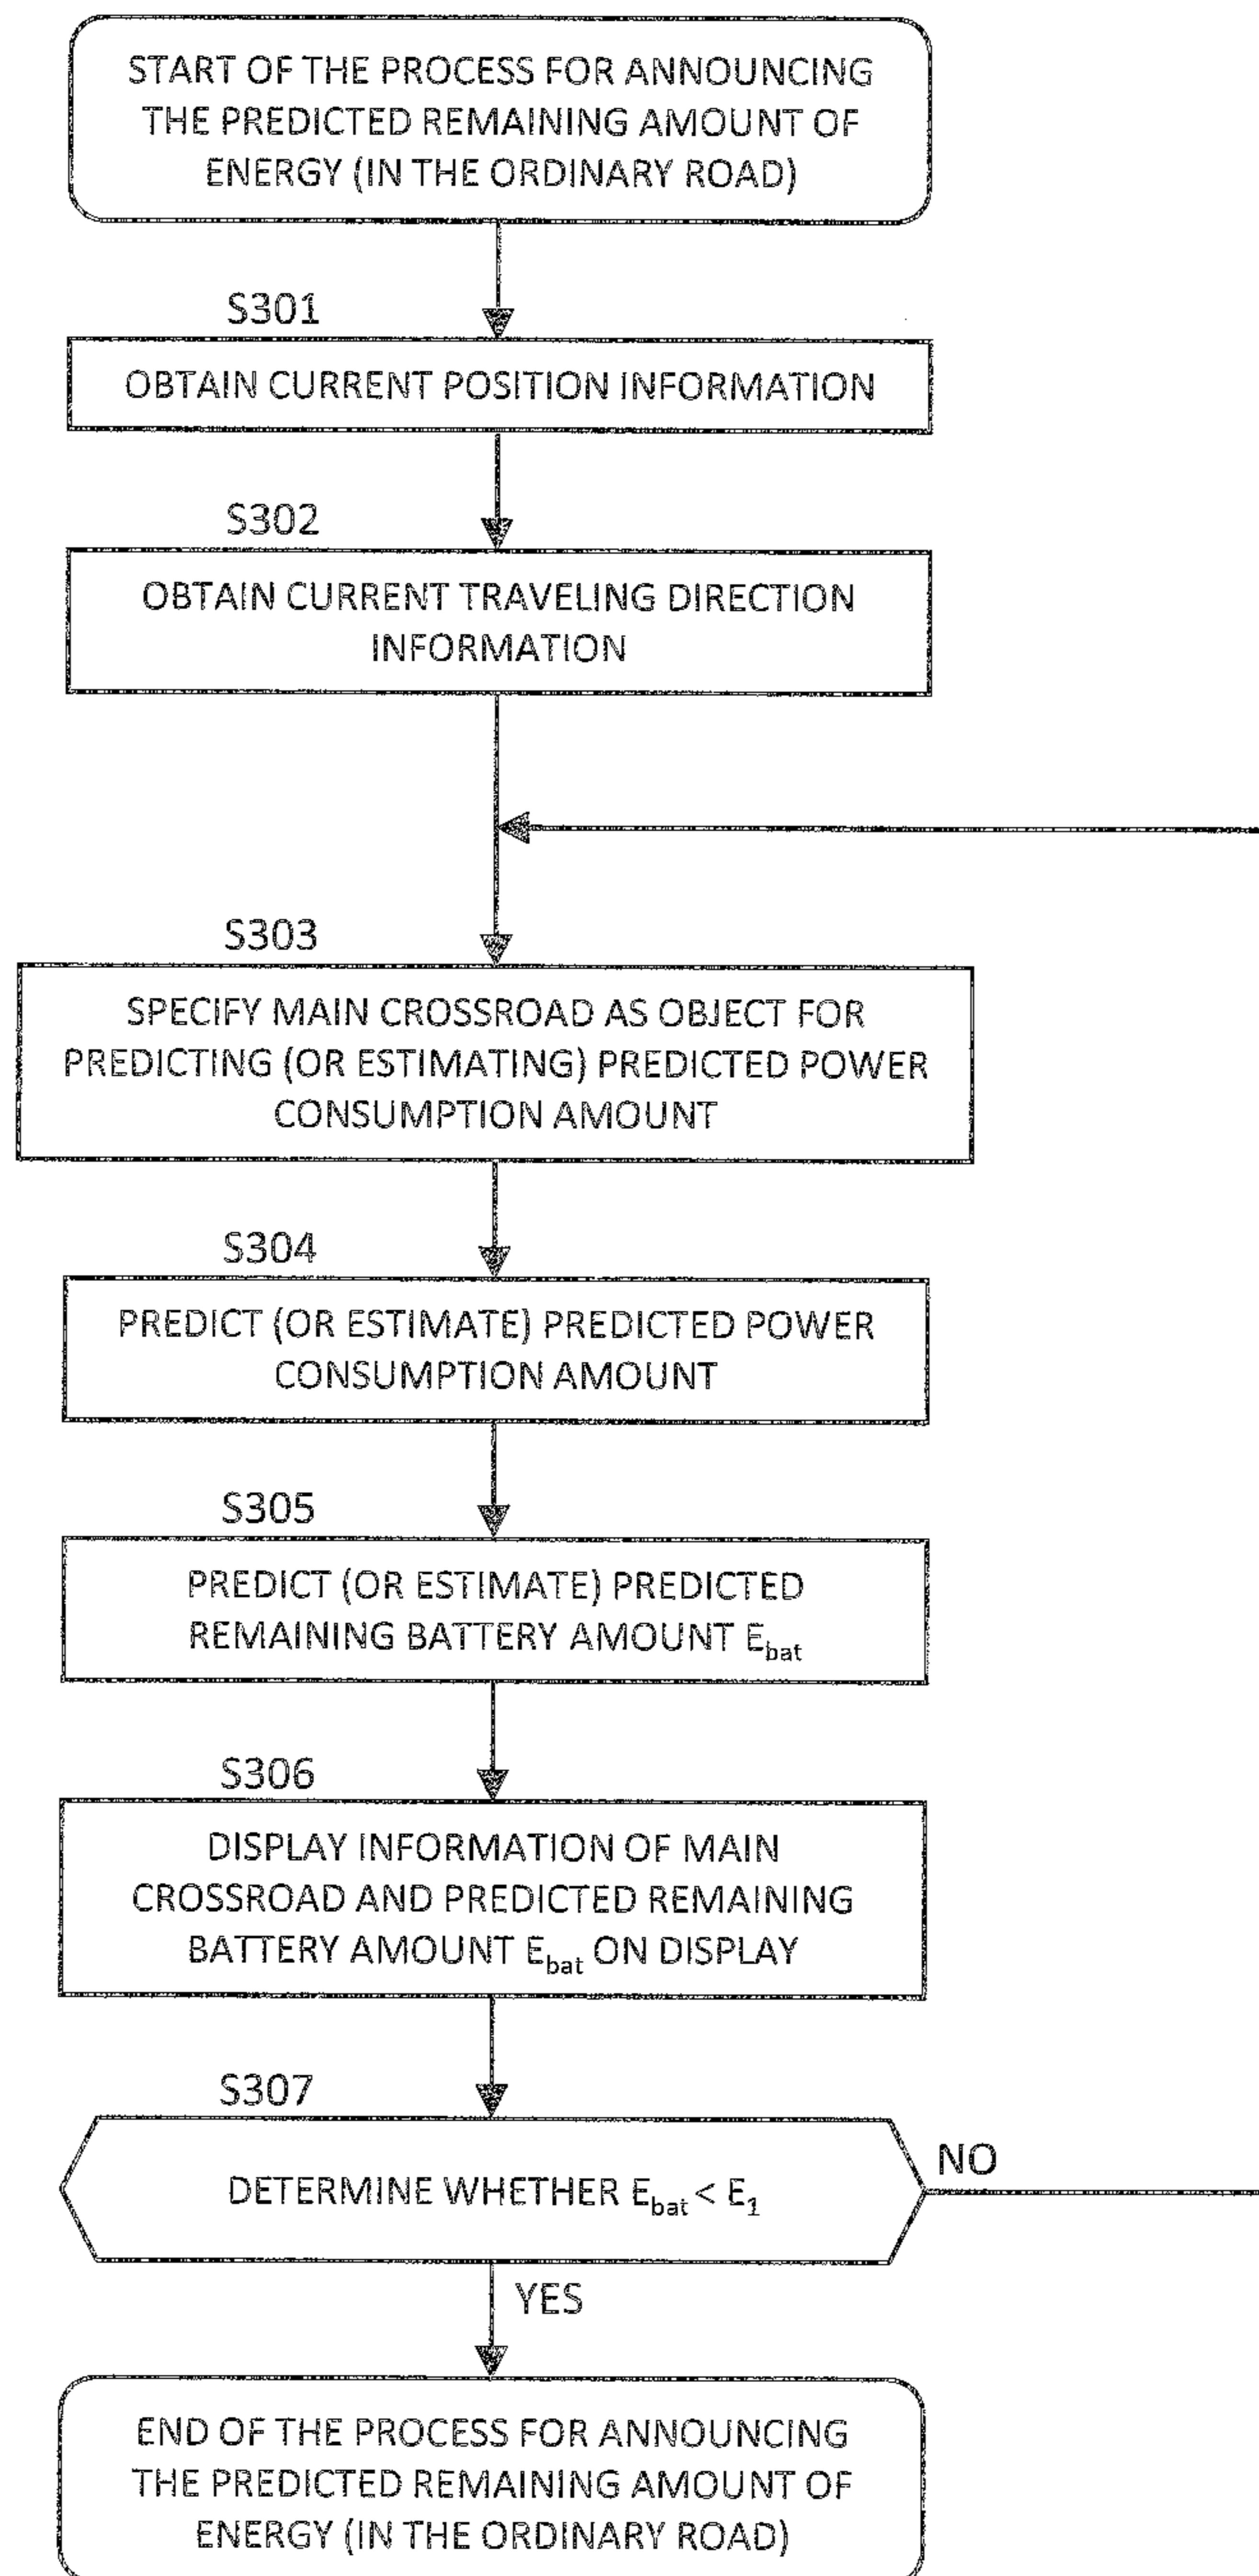 START OF THE PROCESS FOR ANNOUNCING
THE PREDICTED REMAINING AMOUNT OF
ENERGY (IN THE ORDINARY ROAD)
S301
OBTAIN CURRENT POSITION INFORMATION
S302
OBTAIN CURRENT TRAVELING DIRECTION
INFORMATION
S303
SPECIFY MAIN CROSSROAD AS OBJECT FOR
PREDICTING (OR ESTIMATING) PREDICTED POWER
CONSUMPTION AMOUNT
S304
PREDICT (OR ESTIMATE) PREDICTED POWER
CONSUMPTION AMOUNT
S305
PREDICT (OR ESTIMATE) PREDICTED
REMAINING BATTERY AMOUNT Ebat
S306
DISPLAY INFORMATION OF MAIN
CROSSROAD AND PREDICTED REMAINING
BATTERY AMOUNT Ebat ON DISPLAY
S307
NO
DETERMINE WHETHER Ebat < E1
YES
END OF THE PROCESS FOR ANNOUNCING
THE PREDICTED REMAINING AMOUNT OF
ENERGY (IN THE ORDINARY ROAD)